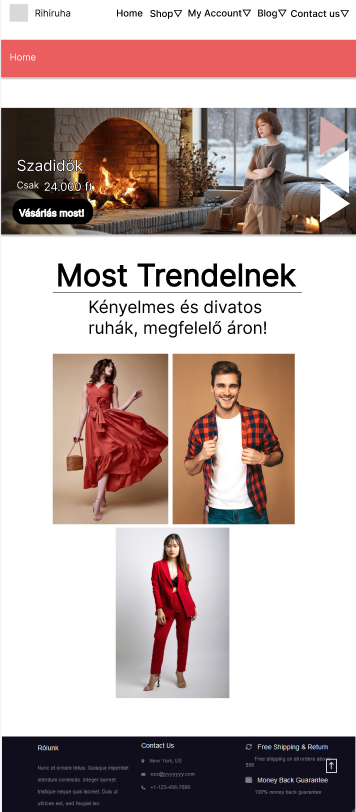 Rihiruha
Home Shop▽ My Account▽ Blog▽ Contact us▽
Home
Szadidők
Csak 24.000 ft
Vásárlás most!
Most Trendelnek
Kényelmes és divatos
ruhák, megfelelő áron!
Rólunk
Nunc et ornare tellus. Quisque imperdiet
interdum commodo. Integer laoreet
tristique neque quis laoreet. Duis ut
ultrices est, sed feugiat leo.
Contact Us
New York, US
xxx@yyyyyyy.com
+1-123-456-7896
Free Shipping & Return
Free shipping on all orders above
$99
Money Back Guarantee
100% money back guarantee